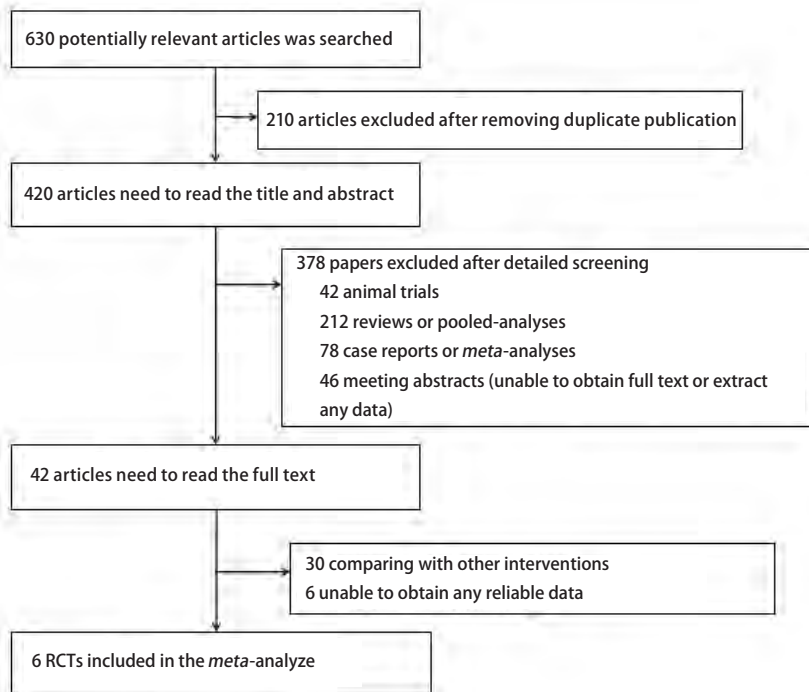 630 potentially relevant articles was searched
210 articles excluded after removing duplicate publication
420 articles need to read the title and abstract
378 papers excluded after detailed screening
42 animal trials
212 reviews or pooled-analyses
78 case reports or meta-analyses
46 meeting abstracts (unable to obtain full text or extract
any data)
42 articles need to read the full text
30 comparing with other interventions
6 unable to obtain any reliable data
6 RCTs included in the meta-analyze